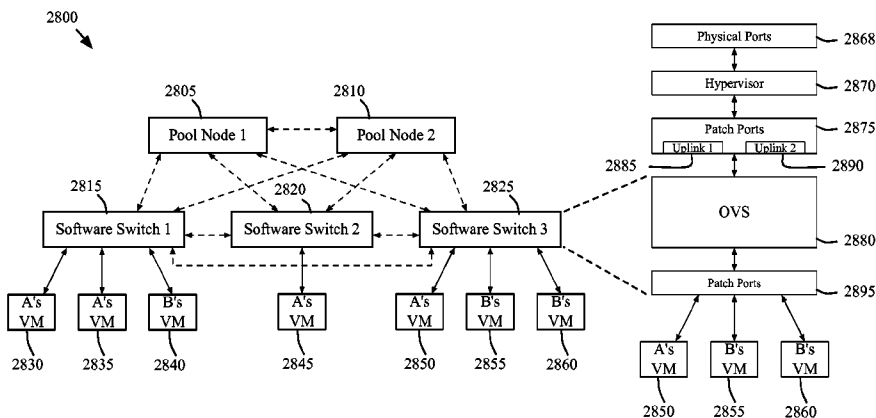 2800
2805
2810
Pool Node 1
Pool Node 2
2815
2820
2825
Software Switch 1
Software Switch 2
Software Switch 3
A's
VM
A's
VM
B's
VM
A's
VM
A's
VM
B's
VM
B's
VM
2830
2835
2840
2845
2850
2855
2860
Physical Ports
2868
Hypervisor
2870
Patch Ports
2875
Uplink 1
Uplink 2
2885
2890
OVS
2880
Patch Ports
2895
A's
VM
B's
VM
B's
VM
2850
2855
2860